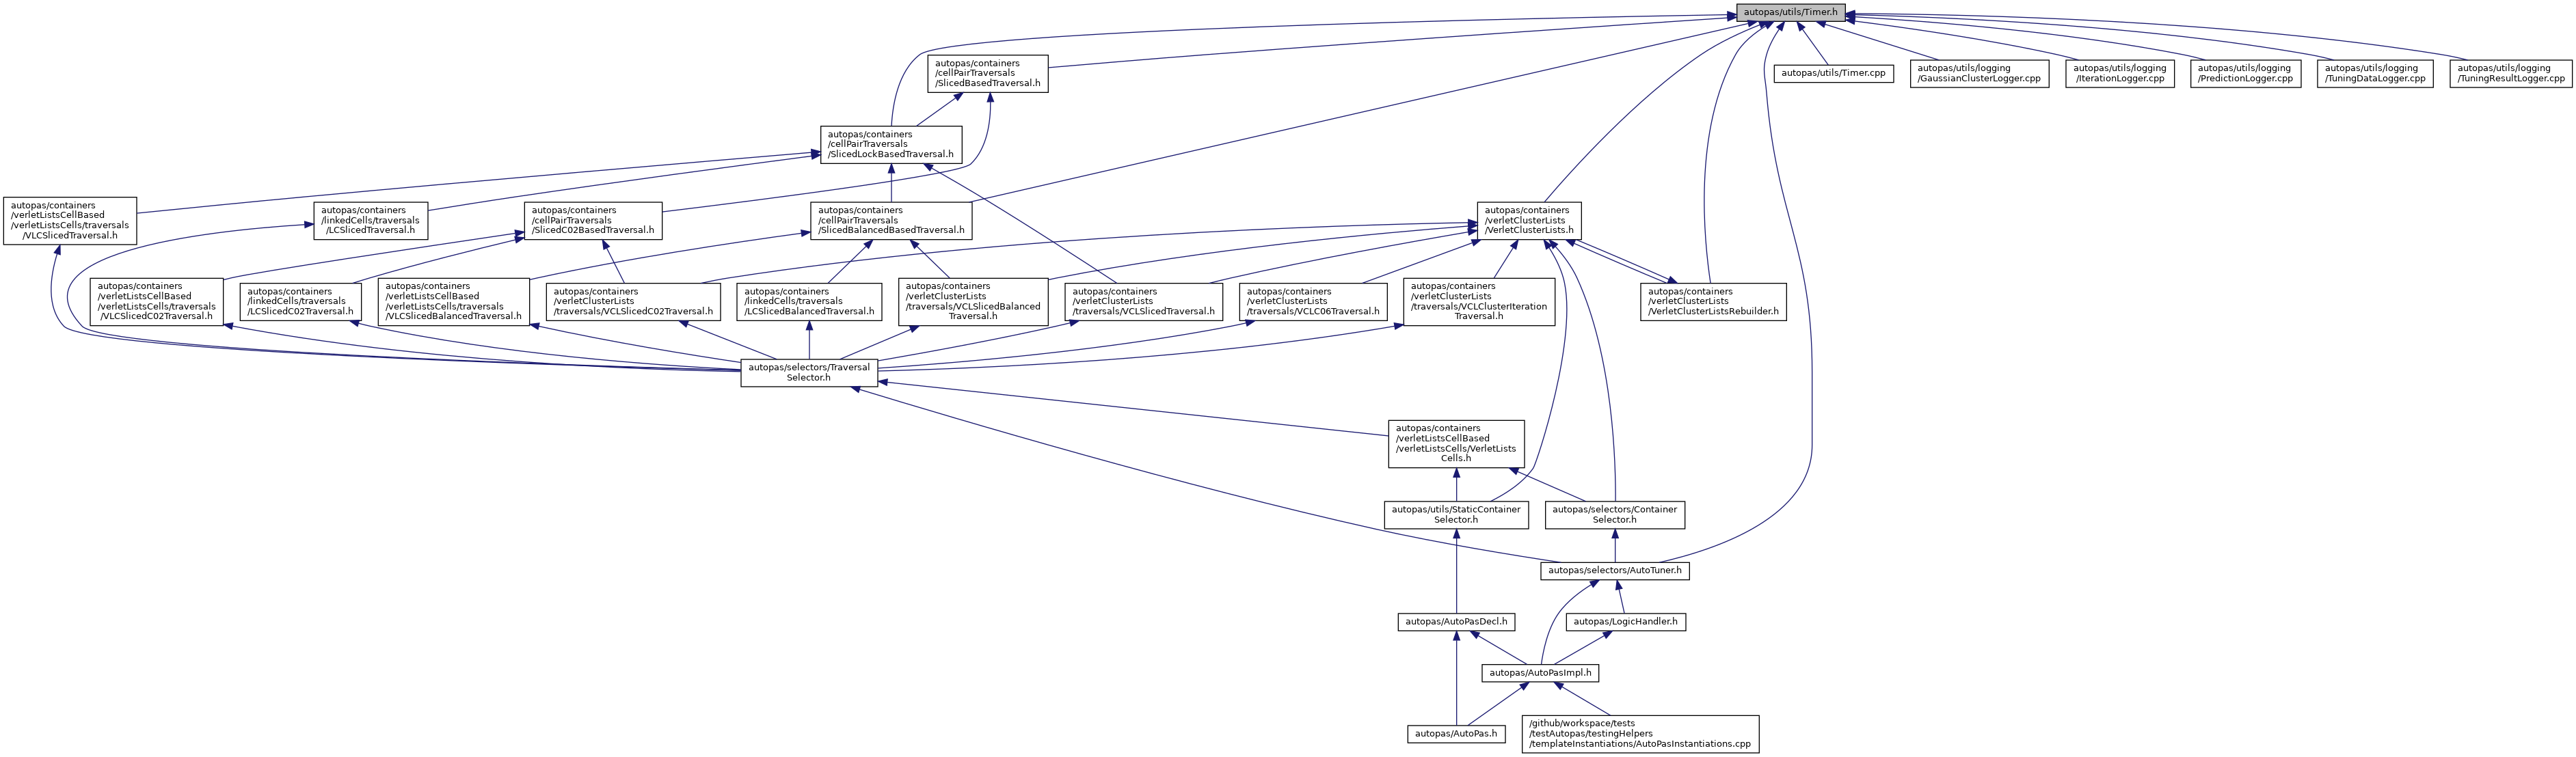 autopas/utils/Timer.h
autopas/containers
/cellPairTraversals
/SlicedBasedTraversal.h
autopas/utils/Timer.cpp
autopas/utils/logging
/GaussianClusterLogger.cpp
autopas/utils/logging
/IterationLogger.cpp
autopas/utils/logging
/PredictionLogger.cpp
autopas/utils/logging
/TuningDataLogger.cpp
autopas/utils/logging
/TuningResultLogger.cpp
autopas/containers
/cellPairTraversals
/SlicedLockBasedTraversal.h
autopas/containers
/verletListsCellBased
/verletListsCells/traversals
/VLCSlicedTraversal.h
autopas/containers
/linkedCells/traversals
/LCSlicedTraversal.h
autopas/containers
/cellPairTraversals
/SlicedC02BasedTraversal.h
autopas/containers
/cellPairTraversals
/SlicedBalancedBasedTraversal.h
autopas/containers
/verletClusterLists
/VerletClusterLists.h
autopas/containers
/verletListsCellBased
/verletListsCells/traversals
/VLCSlicedC02Traversal.h
autopas/containers
/linkedCells/traversals
/LCSlicedC02Traversal.h
autopas/containers
/verletListsCellBased
/verletListsCells/traversals
/VLCSlicedBalancedTraversal.h
autopas/containers
/verletClusterLists
/traversals/VCLSlicedC02Traversal.h
autopas/containers
/linkedCells/traversals
/LCSlicedBalancedTraversal.h
autopas/containers
/verletClusterLists
/traversals/VCLSlicedBalanced
Traversal.h
autopas/containers
/verletClusterLists
/traversals/VCLSlicedTraversal.h
autopas/containers
/verletClusterLists
/traversals/VCLC06Traversal.h
autopas/containers
/verletClusterLists
/traversals/VCLClusterIteration
Traversal.h
autopas/containers
/verletClusterLists
/VerletClusterListsRebuilder.h
autopas/selectors/Traversal
Selector.h
autopas/containers
/verletListsCellBased
/verletListsCells/VerletLists
Cells.h
autopas/utils/StaticContainer
Selector.h
autopas/selectors/Container
Selector.h
autopas/selectors/AutoTuner.h
autopas/AutoPasDecl.h
autopas/LogicHandler.h
autopas/AutoPasImpl.h
autopas/AutoPas.h
/github/workspace/tests
/testAutopas/testingHelpers
/templateInstantiations/AutoPasInstantiations.cpp